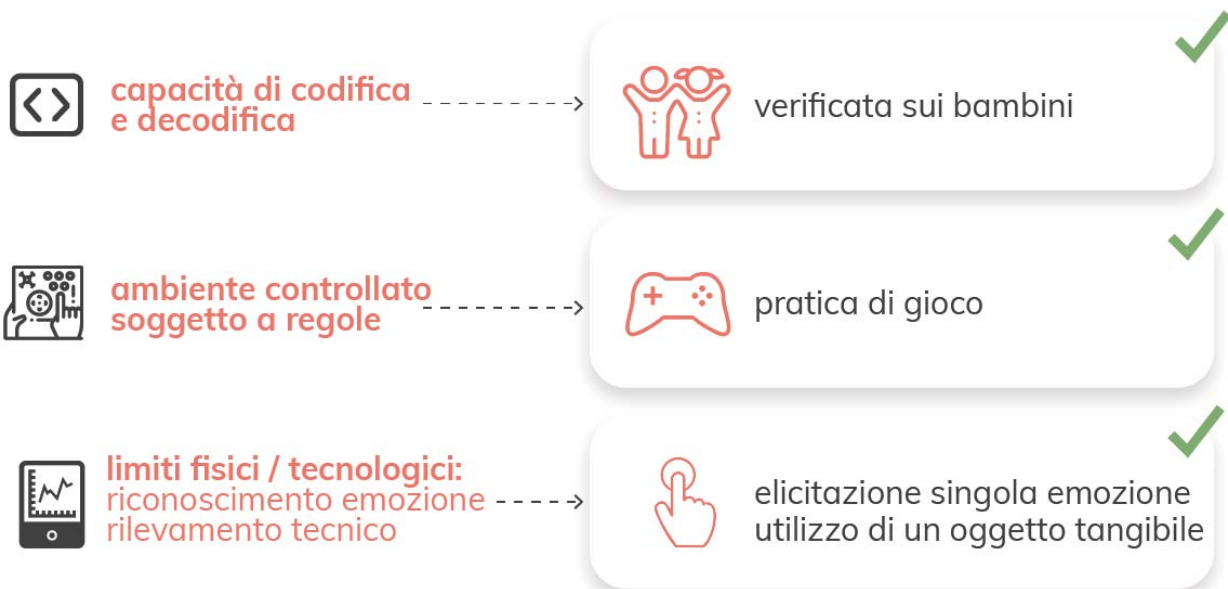 capacità di codifica
e decodifica
verificata sui bambini
ambiente controllato
soggetto a regole
pratica di gioco
limiti fisici / tecnologici:
riconoscimento emozione
rilevamento tecnico
elicitazione singola emozione
utilizzo di un oggetto tangibile